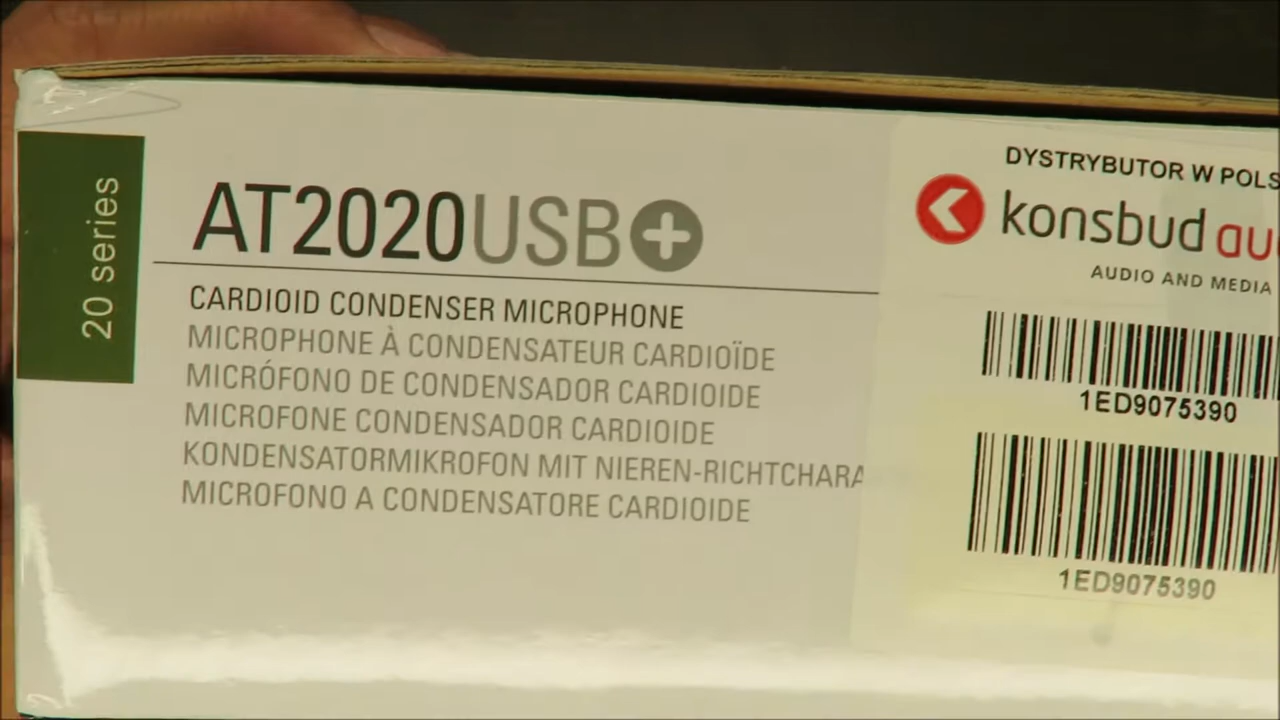 20 series
AT2020USB+
CARDIOID CONDENSER MICROPHONE
MICROPHONE À CONDENSATEUR CARDIOÏDE
MICRÓFONO DE CONDENSADOR CARDIOIDE
MICROFONE CONDENSADOR CARDIOIDE
KONDENSATORMIKROFON MIT NIEREN-RICHTCHARA
MICROFONO A CONDENSATORE CARDIOIDE
DYSTRYBUTOR W POLS
konsbud au
AUDIO AND MEDIA
1ED9075390
1ED9075390